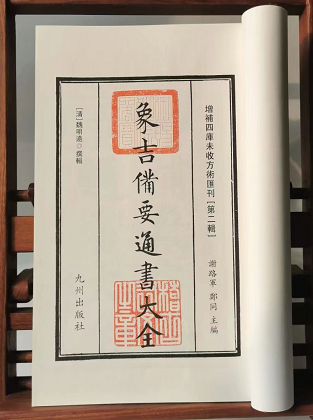 增補四庫未收方術匯刊[第二輯]
謝路軍 鄭同 主編
象吉備要通書大全
[清]魏明遠◎撰輯
九州出版社